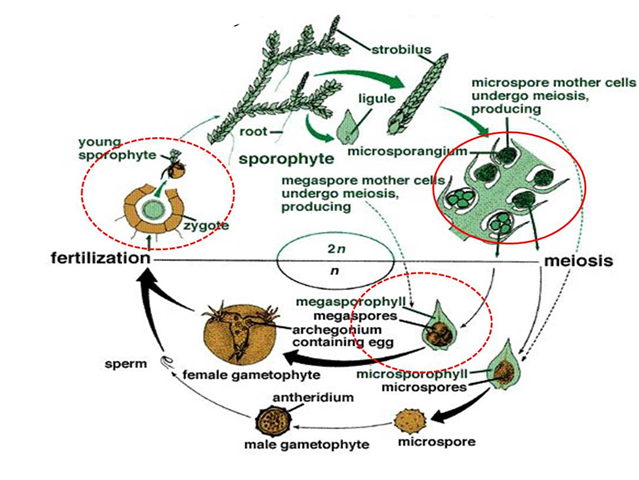 strobilus
microspore mother cells
undergo meiosis,
producing
ligule
root
young
sporophyte
sporophyte
microsporangium
megaspore mother cells
undergo meiosis,
producing
zygote
2n
fertilization
meiosis
n
megasporophyll
megaspores
archegonium
containing egg
sperm
female gametophyte
microsporophyll
microspores
antheridium
male gametophyte
microspore